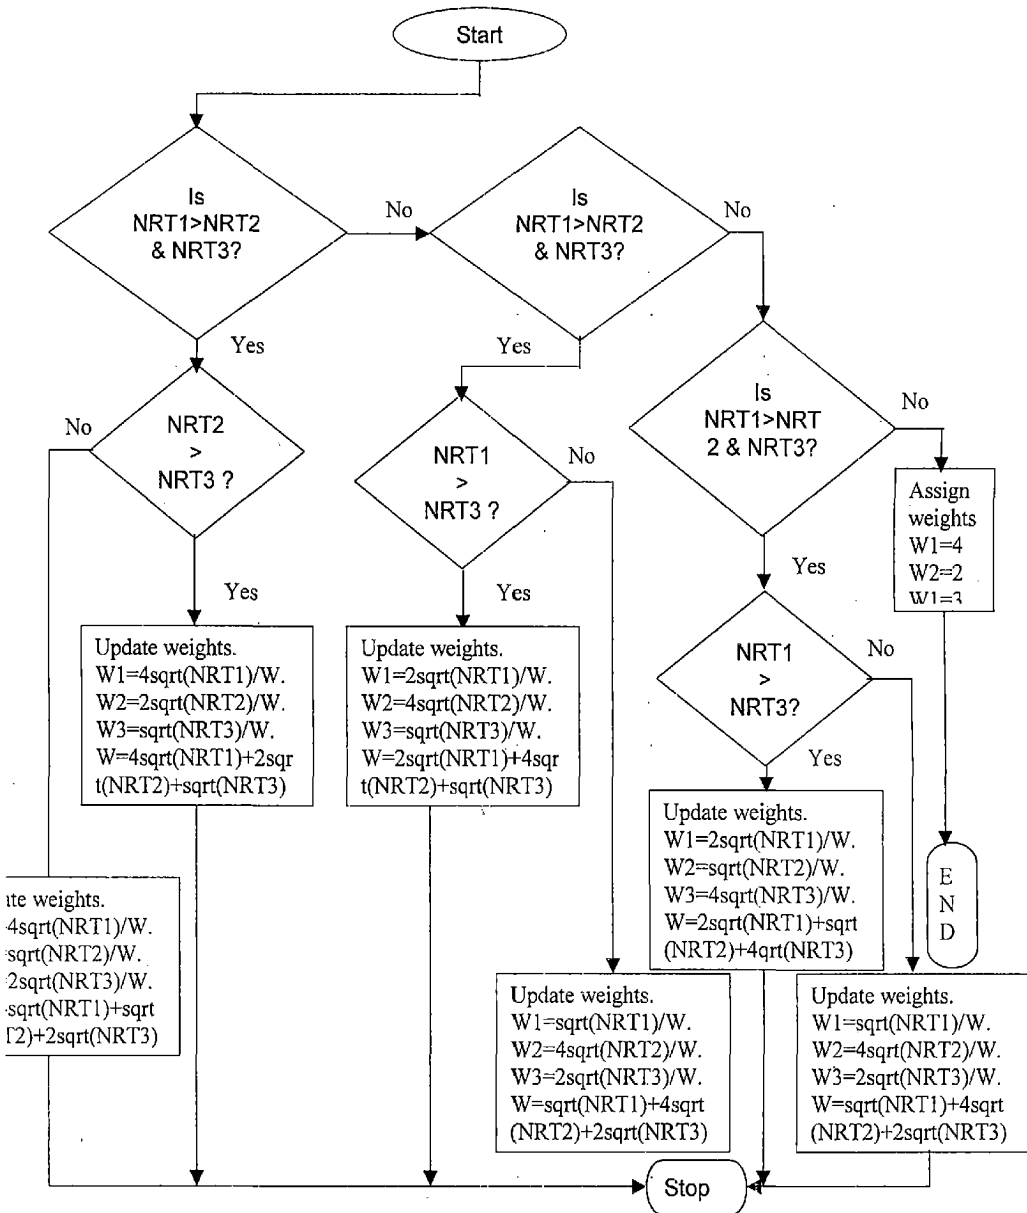 Start
Is
NRT1>NRT2
& NRT3?
No
Is
NRT1>NRT2
& NRT3?
No
Yes
Yes
Is
NRT1>NRT
2 & NRT3?
No
No
NRT2
>
NRT3 ?
NRT1
>
NRT3 ?
No
Assign
weights
W1=4
W2=2
W1=3
Yes
Yes
Yes
NRT1
>
NRT3?
No
Update weights.
W1=4sqrt(NRT1)/W.
W2=2sqrt(NRT2)/W.
W3=sqrt(NRT3)/W.
W=4sqrt(NRT1)+2sqr
t(NRT2)+sqrt(NRT3)
Update weights.
W1=2sqrt(NRT1)/W.
W2=4sqrt(NRT2)/W.
W3=sqrt(NRT3)/W.
W=2sqrt(NRT1)+4sqr
t(NRT2)+sqrt(NRT3)
Yes
Update weights.
W1=2sqrt(NRT1)/W.
W2=sqrt(NRT2)/W.
W3=4sqrt(NRT3)/W.
W=2sqrt(NRT1)+sqrt
(NRT2)+4qrt(NRT3)
E
N
D
weights.
4sqrt(NRT1)/W.
=sqrt(NRT2)/W.
2sqrt(NRT3)/W.
sqrt(NRT1)+sqrt
T2)+2sqrt(NRT3)
Update weights.
W1=sqrt(NRT1)/W.
W2=4sqrt(NRT2)/W.
W3=2sqrt(NRT3)/W.
W=sqrt(NRT1)+4sqrt
(NRT2)+2sqrt(NRT3)
Update weights.
W1=sqrt(NRT1)/W.
W2=4sqrt(NRT2)/W.
W3=2sqrt(NRT3)/W.
W=sqrt(NRT1)+4sqrt
(NRT2)+2sqrt(NRT3)
Stop